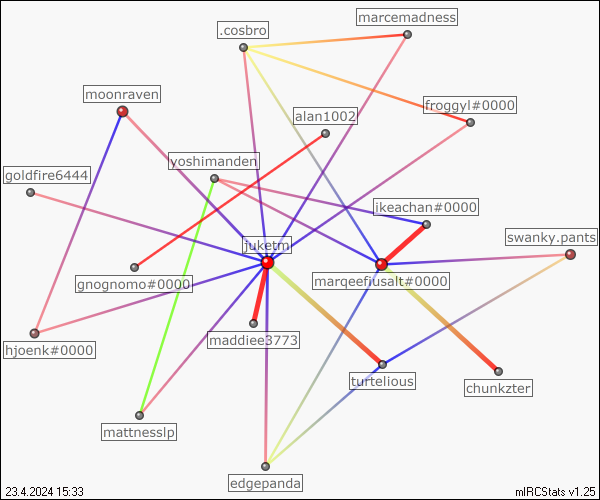 marcemadness
.cosbro
moonraven
froggyl#0000
alan1002
yoshimanden
goldfire6444
ikeachan#0000
swanky.pants
juketm
marqeefiusalt#0000
gnognomo#0000
maddiee3773
hjoenk#0000
turtelious
chunkzter
mattnesslp
edgepanda
23.4.2024 15:33
mIRCStats v1.25